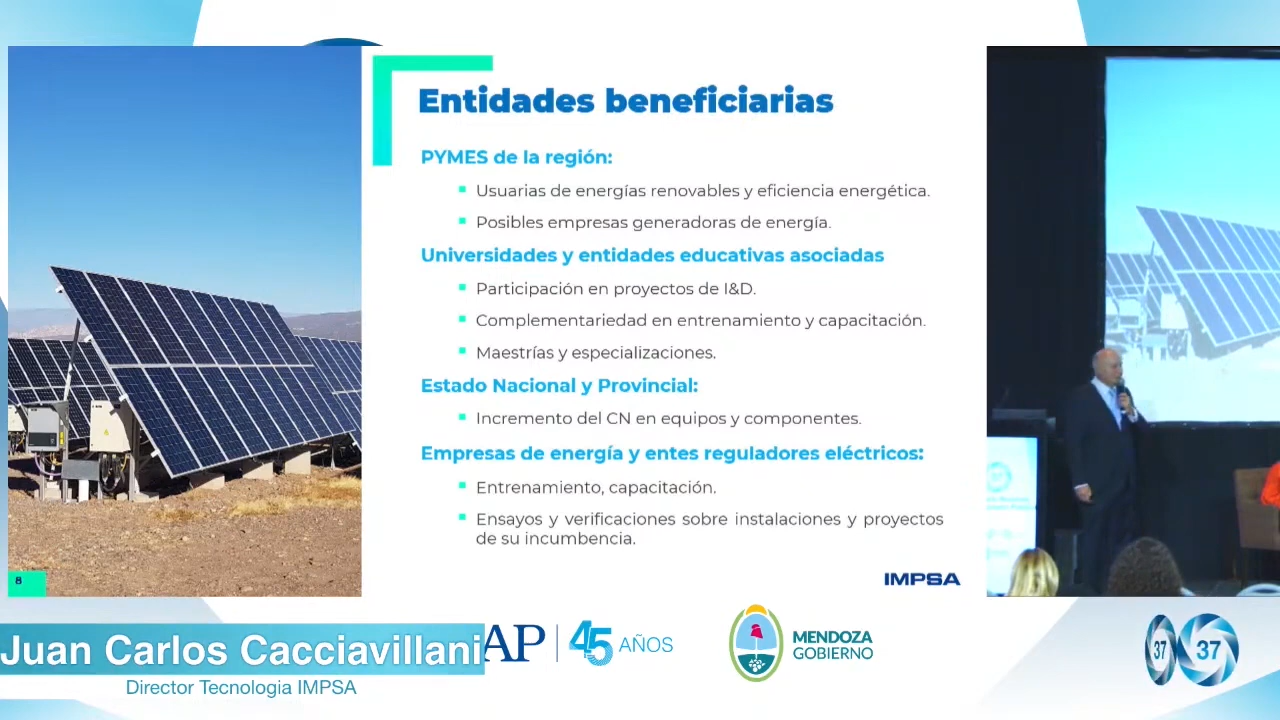 Entidades beneficiarias
PYMES de la región:
Usuarias de energías renovables y eficiencia energética.
Posibles empresas generadoras de energía.
Universidades y entidades educativas asociadas
Participación en proyectos de I&D.
Complementariedad en entrenamiento y capacitación.
Maestrías y especializaciones.
Estado Nacional y Provincial:
Incremento del CN en equipos y componentes.
Empresas de energía y entes reguladores eléctricos:
Entrenamiento, capacitación.
Ensayos y verificaciones sobre instalaciones y proyectos
de su incumbencia.
8
IMPSA
Juan Carlos Cacciavillani
Director Tecnologia IMPSA
AP
45 AÑOS
MENDOZA
GOBIERNO
37
37